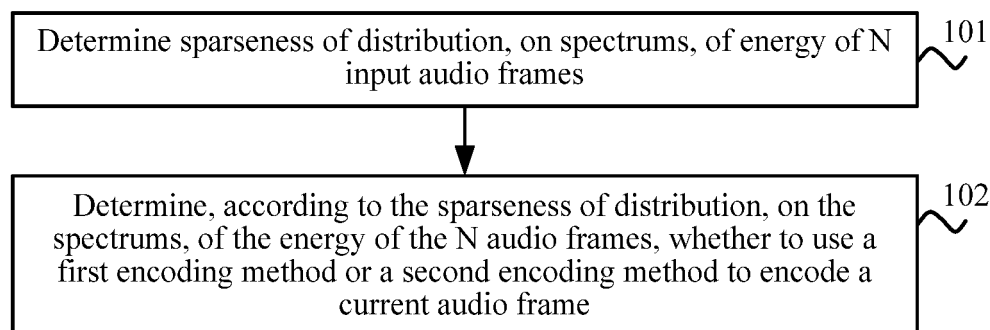 Determine sparseness of distribution, on spectrums, of energy of N
input audio frames
101
Determine, according to the sparseness of distribution, on the
spectrums, of the energy of the N audio frames, whether to use a
first encoding method or a second encoding method to encode a
current audio frame
102